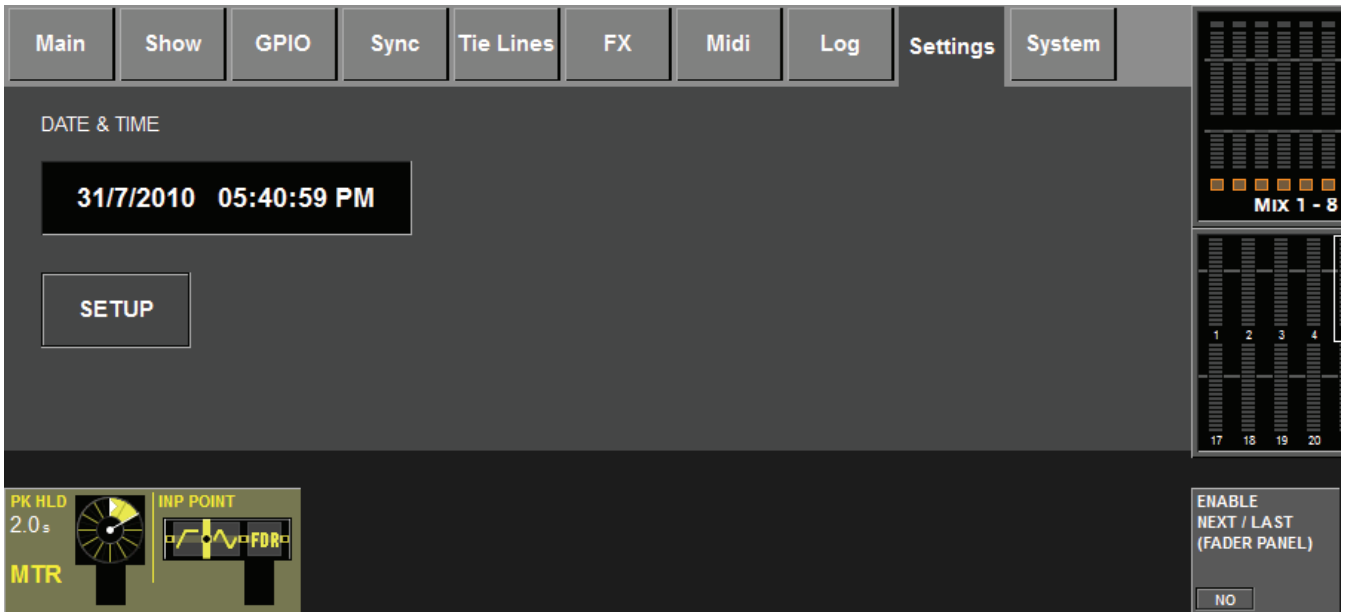 Main Show GPIO Sync Tie Lines FX Midi Log Settings System
DATE & TIME
31/7/2010 05:40:59 PM
SETUP
MIX 1 - 8
1 2 3 4
17 18 19 20
PK HLD
2.0 s
MTR
INP POINT
FDR
ENABLE
NEXT / LAST
(FADER PANEL)
NO